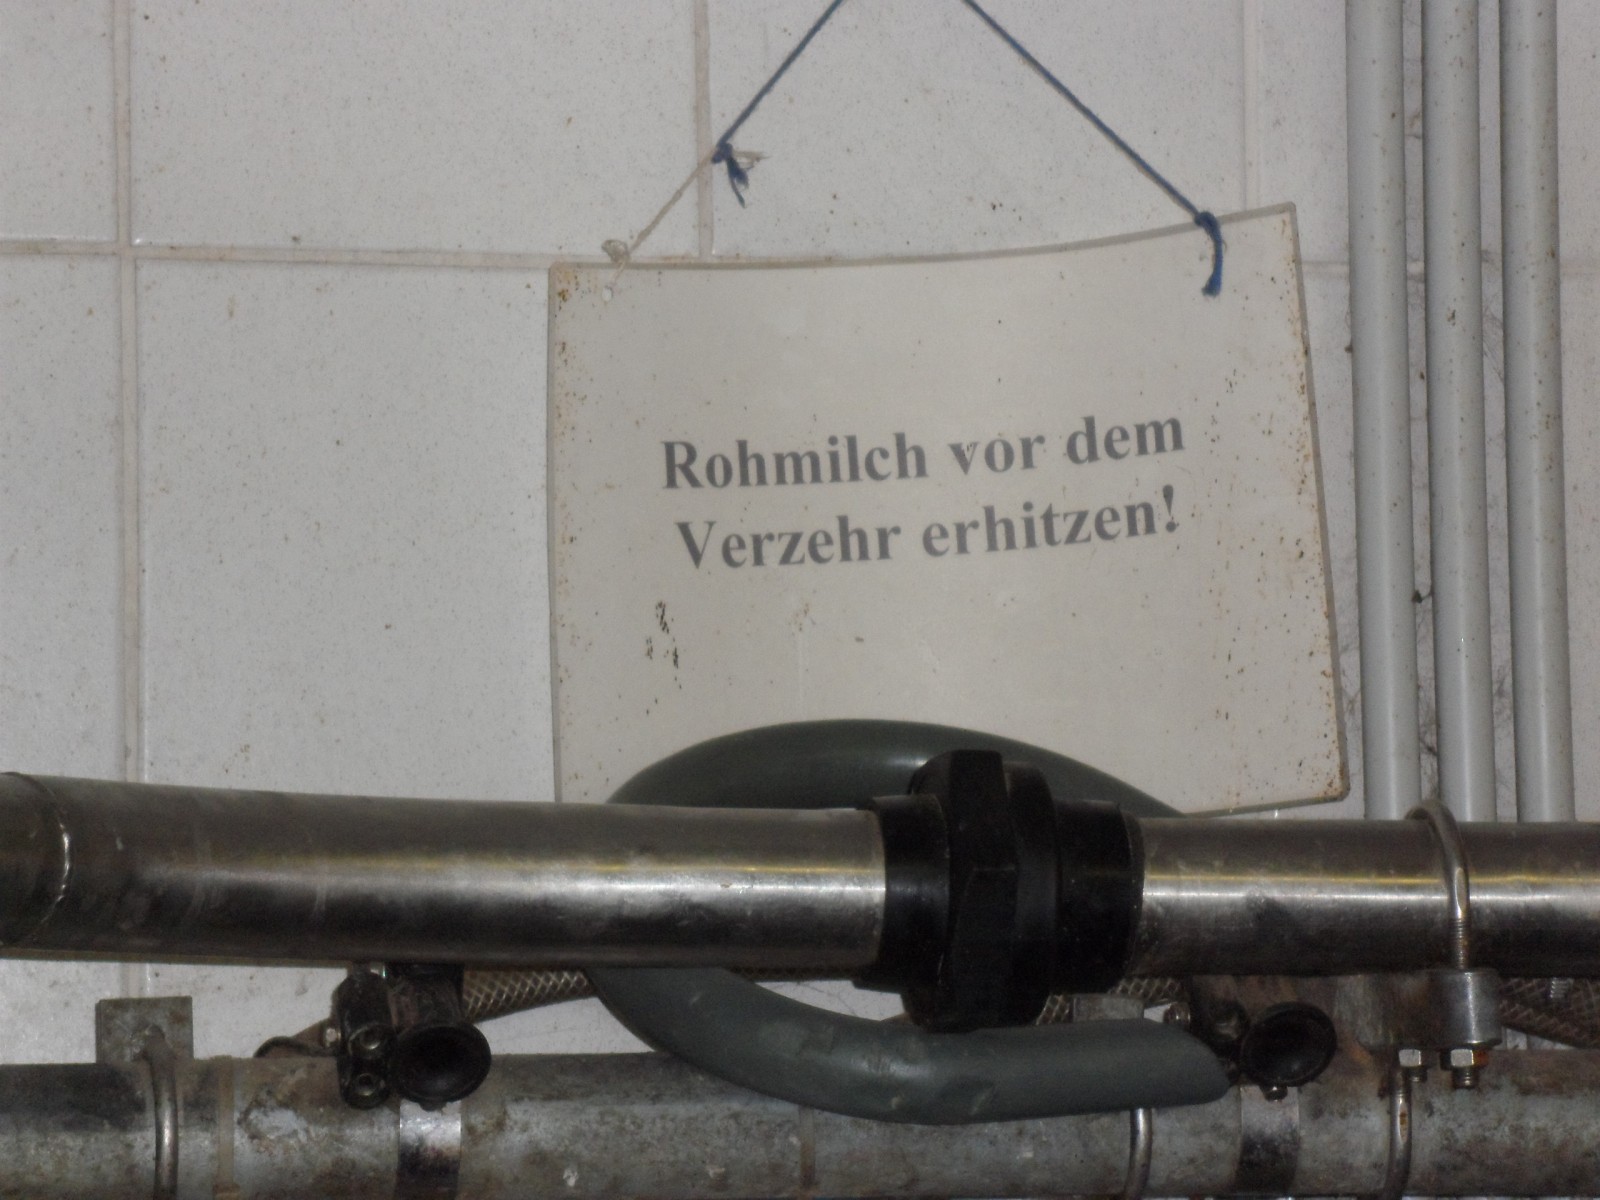 Rohmilch vor dem
Verzehr erhitzen!